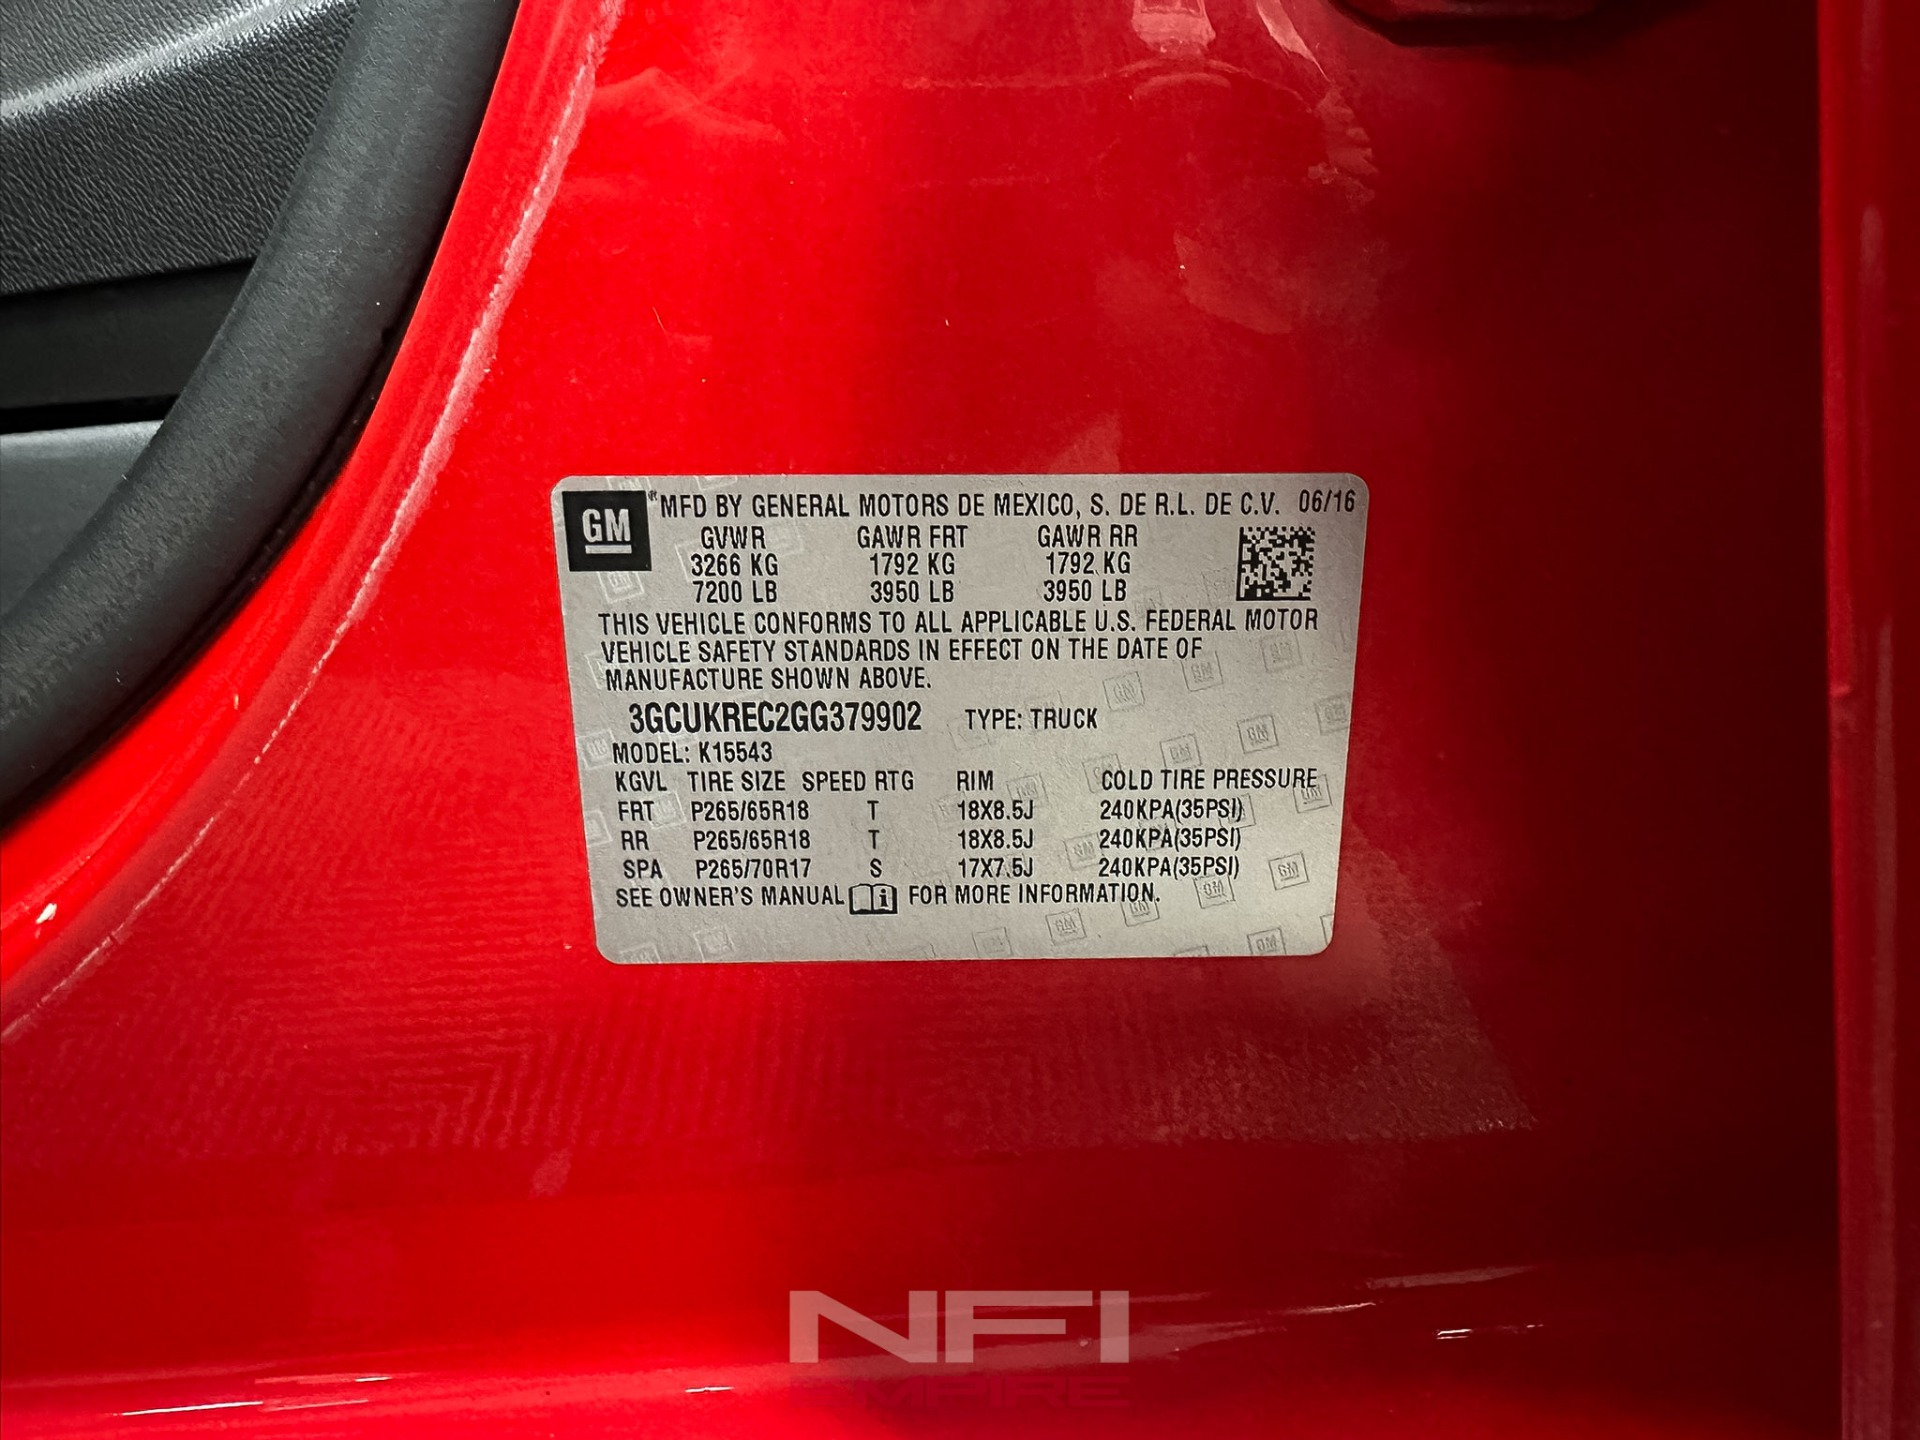 GM ® MFD BY GENERAL MOTORS DE MEXICO, S. DE R.L. DE C.V. 06/16
GVWR GAWR FRT GAWR RR
3266 KG 1792 KG 1792 KG
7200 LB 3950 LB 3950 LB
THIS VEHICLE CONFORMS TO ALL APPLICABLE U.S. FEDERAL MOTOR
VEHICLE SAFETY STANDARDS IN EFFECT ON THE DATE OF
MANUFACTURE SHOWN ABOVE.
3GCUKREC2GG379902 TYPE: TRUCK
MODEL: K15543
KGVL TIRE SIZE SPEED RTG RIM COLD TIRE PRESSURE
FRT P265/65R18 T 18X8.5J 240KPA(35PSI)
RR P265/65R18 T 18X8.5J 240KPA(35PSI)
SPA P265/70R17 S 17X7.5J 240KPA(35PSI)
SEE OWNER'S MANUAL i FOR MORE INFORMATION.
NFI
EMPIRE